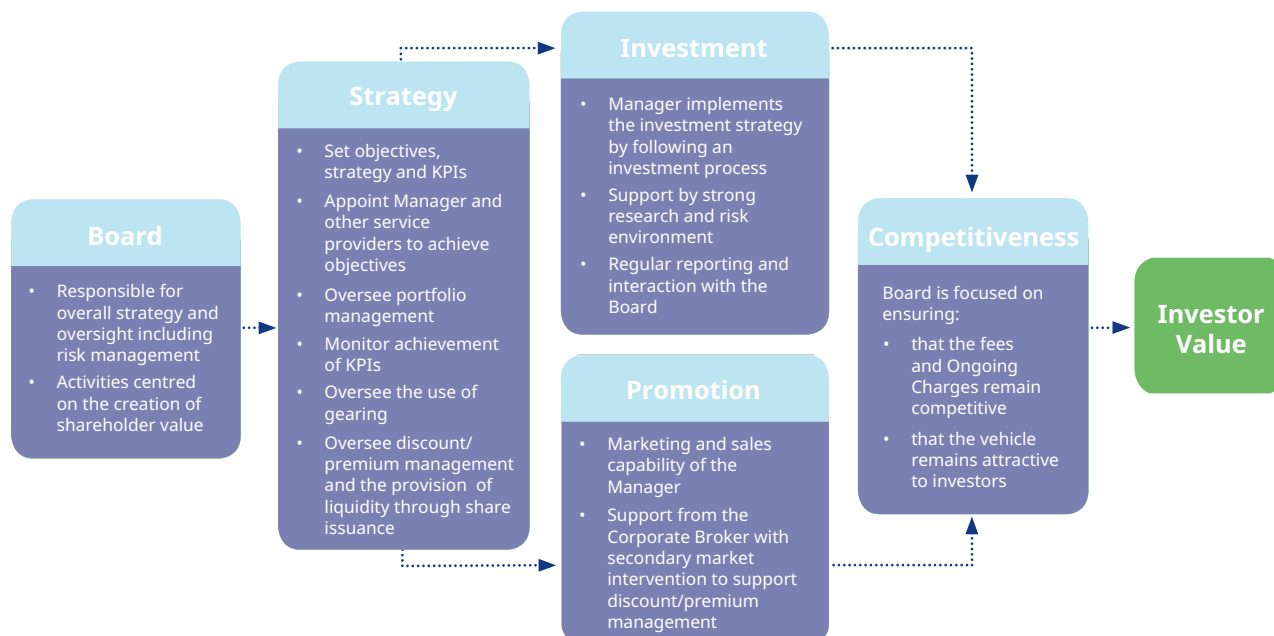 Board
• Responsible for
overall strategy and
oversight including
risk management
• Activities centred
on the creation of
shareholder value
Strategy
• Set objectives,
strategy and KPIs
• Appoint Manager and
other service
providers to achieve
objectives
• Oversee portfolio
management
• Monitor achievement
of KPIs
• Oversee the use of
gearing
• Oversee discount/
premium management
and the provision of
liquidity through share
issuance
Investment
• Manager implements
the investment strategy
by following an
investment process
• Support by strong
research and risk
environment
• Regular reporting and
interaction with the
Board
Promotion
• Marketing and sales
capability of the
Manager
• Support from the
Corporate Broker with
secondary market
intervention to support
discount/premium
management
Competitiveness
Board is focused on
ensuring:
• that the fees
and Ongoing
Charges remain
competitive
• that the vehicle
remains attractive
to investors
Investor
Value